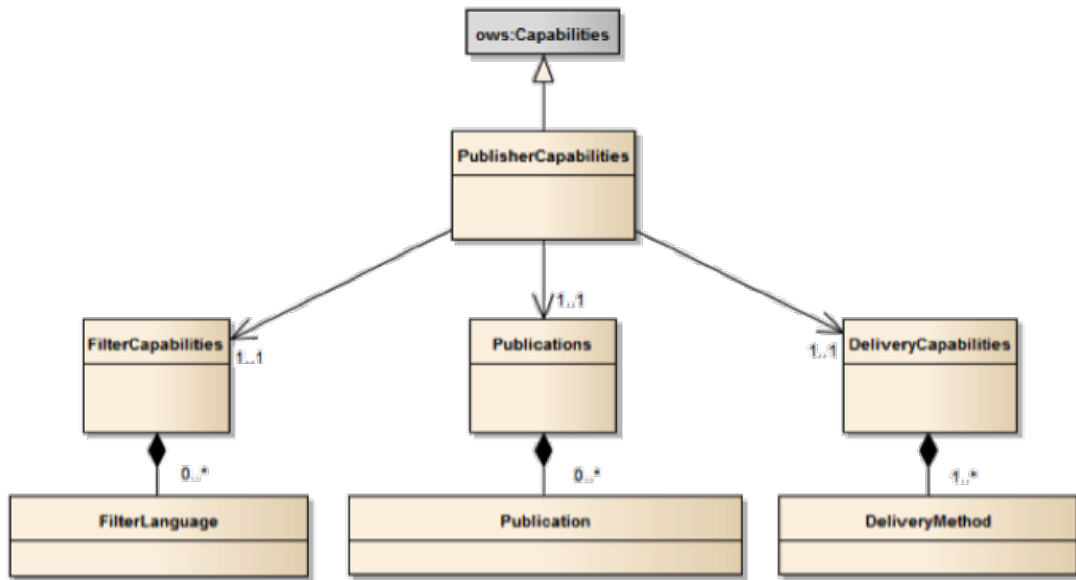 ows:Capabilities
PublisherCapabilities
1..1
FilterCapabilities
1..1
Publications
DeliveryCapabilities
1..1
0..*
0..*
1..*
FilterLanguage
Publication
DeliveryMethod